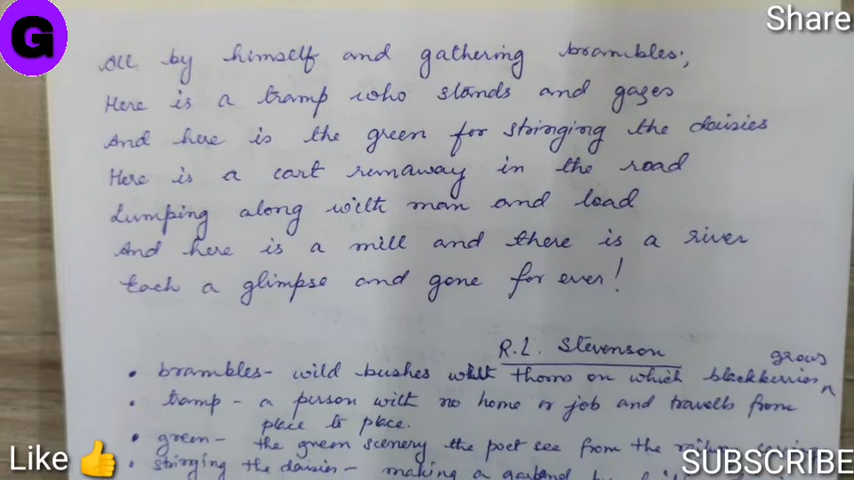 G
Share
All by himself and gathering brambles;
Here is a tramp who stands and gazes
And here is the green for stringing the daisies
Here is a cart runaway in the road
Lumping along with man and load
And here is a mill and there is a river
Each a glimpse and gone for ever!
R.L. Stevenson
• brambles- wild bushes with thorns on which blackberries grows
• tramp - a person with no home or job and travells from
place to place.
• green - the green scenery the poet see from the
• stringing the daisies - making a garland
Like 👍
SUBSCRIBE